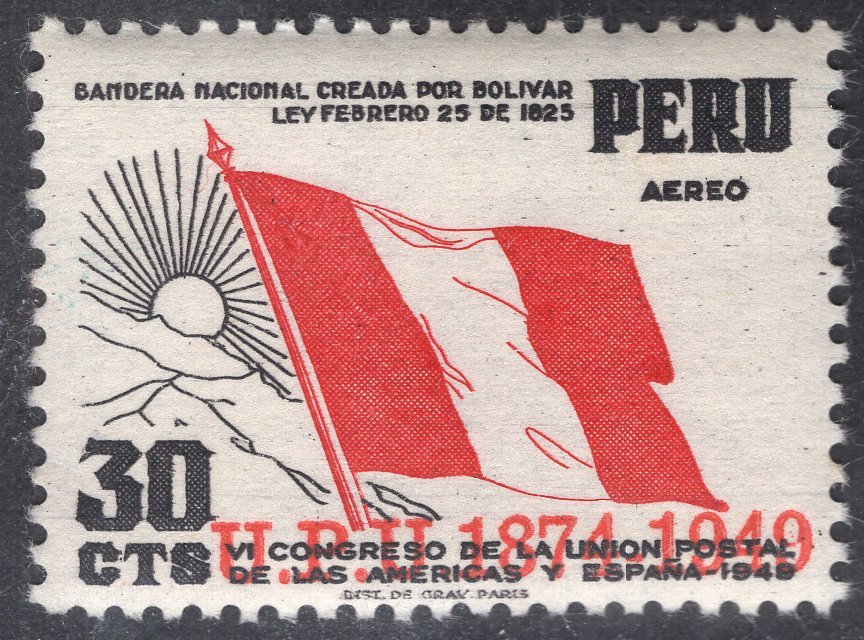 BANDERA NACIONAL CREADA POR BOLIVAR
LEY FEBRERO 25 DE 1825
PERU
AEREO
30
CTS
U.P.U 1874-1949
VI CONGRESO DE LA UNION POSTAL
DE LAS AMERICAS Y ESPAÑA-1949
INST. DE GRAV. PARIS